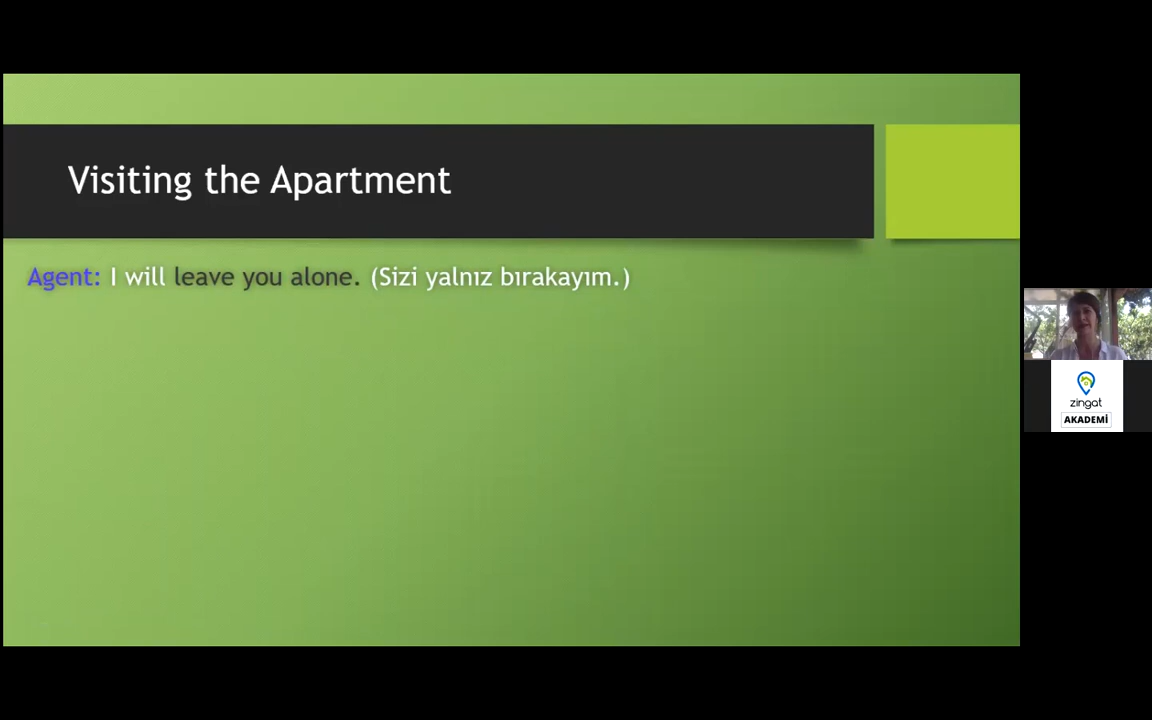 Visiting the Apartment
Agent: I will leave you alone. (Sizi yalnız bırakayım.)
zingat
AKADEMİ